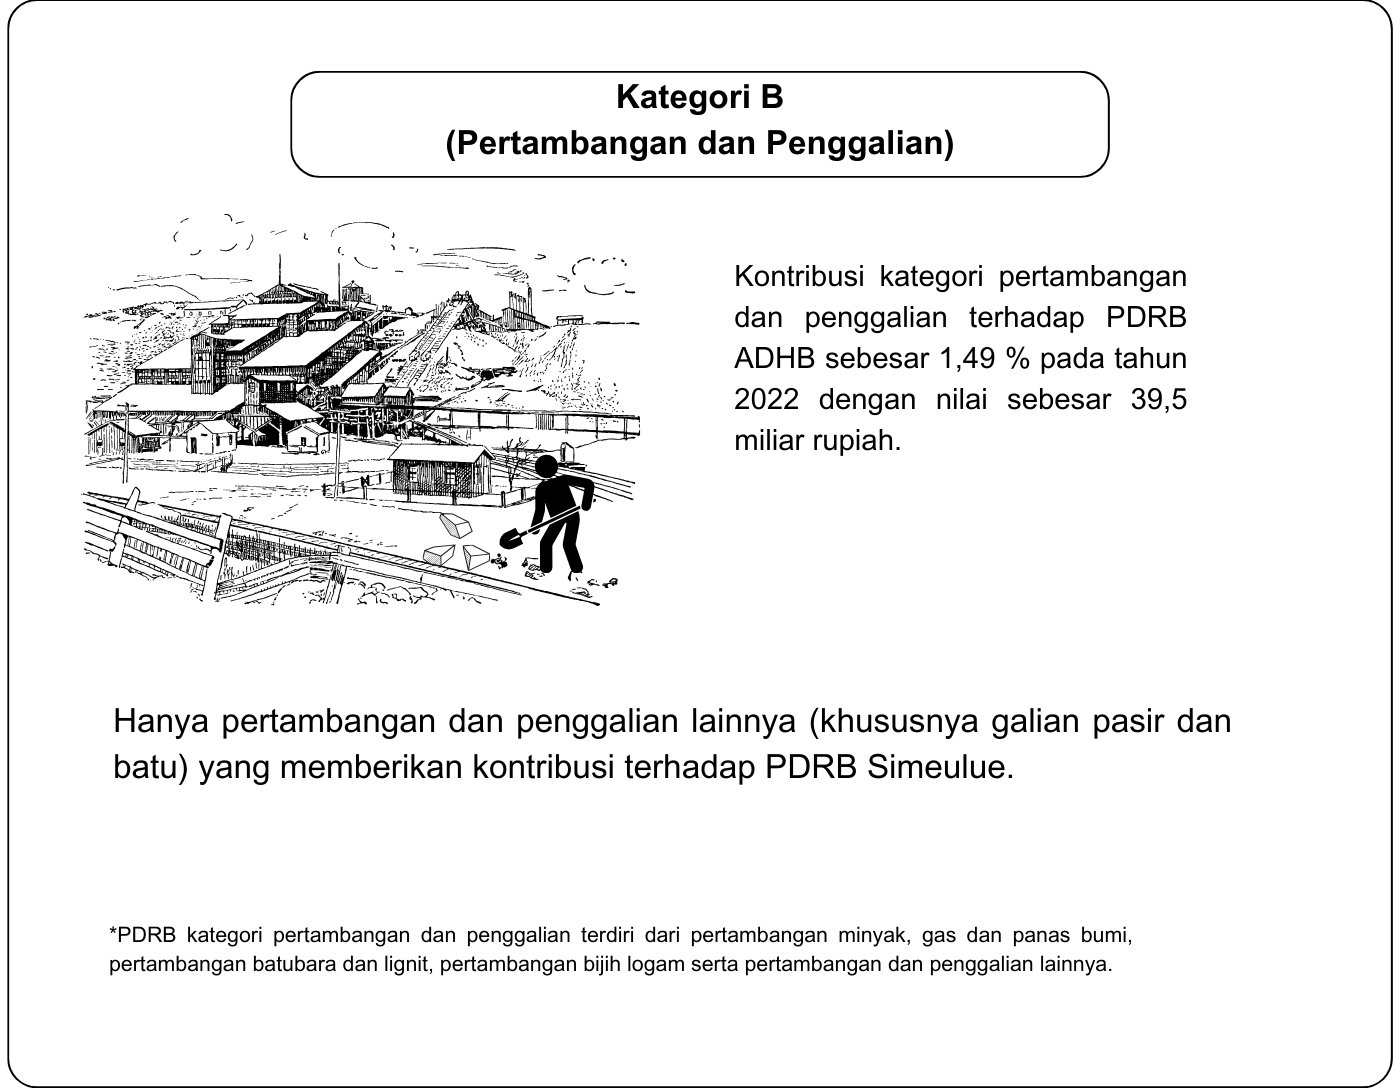 Kategori B
(Pertambangan dan Penggalian)
Kontribusi kategori pertambangan
dan penggalian terhadap PDRB
ADHB sebesar 1,49 % pada tahun
2022 dengan nilai sebesar 39,5
miliar rupiah.
Hanya pertambangan dan penggalian lainnya (khususnya galian pasir dan
batu) yang memberikan kontribusi terhadap PDRB Simeulue.
*PDRB kategori pertambangan dan penggalian terdiri dari pertambangan minyak, gas dan panas bumi,
pertambangan batubara dan lignit, pertambangan bijih logam serta pertambangan dan penggalian lainnya.